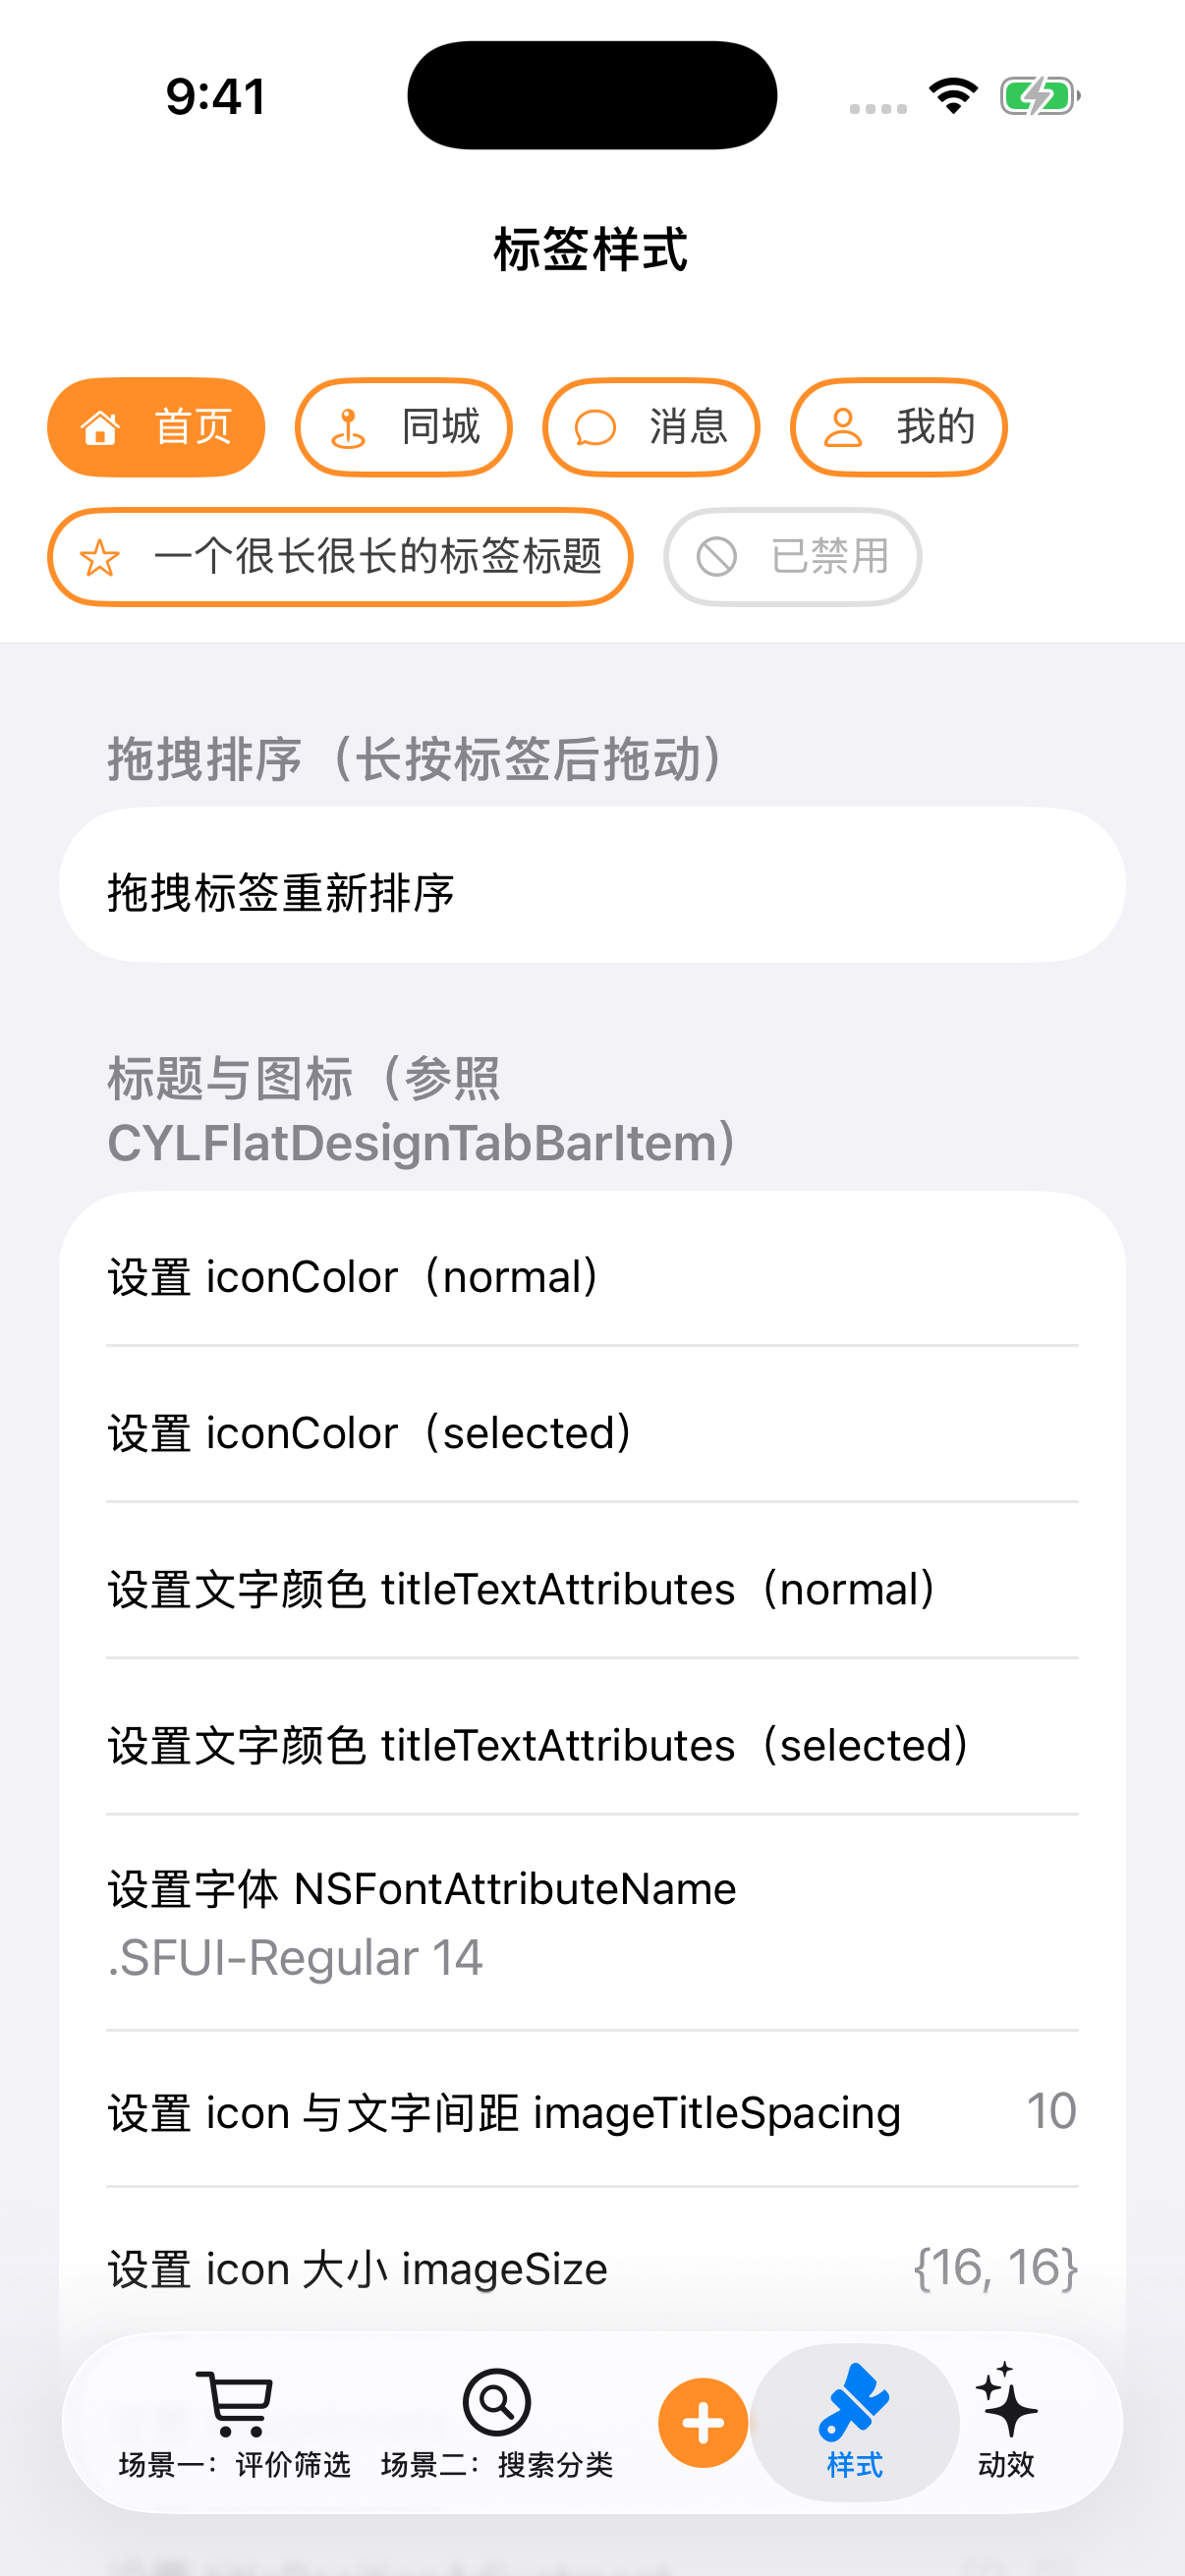 9:41
标签样式
首页
同城
消息
我的
一个很长很长的标签标题
已禁用
拖拽排序（长按标签后拖动）
拖拽标签重新排序
标题与图标（参照
CYLFlatDesignTabBarItem）
设置 iconColor（normal）
设置 iconColor（selected）
设置文字颜色 titleTextAttributes（normal）
设置文字颜色 titleTextAttributes（selected）
设置字体 NSFontAttributeName
.SFUI-Regular 14
设置 icon 与文字间距 imageTitleSpacing 10
设置 icon 大小 imageSize {16, 16}
场景一：评价筛选
场景二：搜索分类
样式
动效